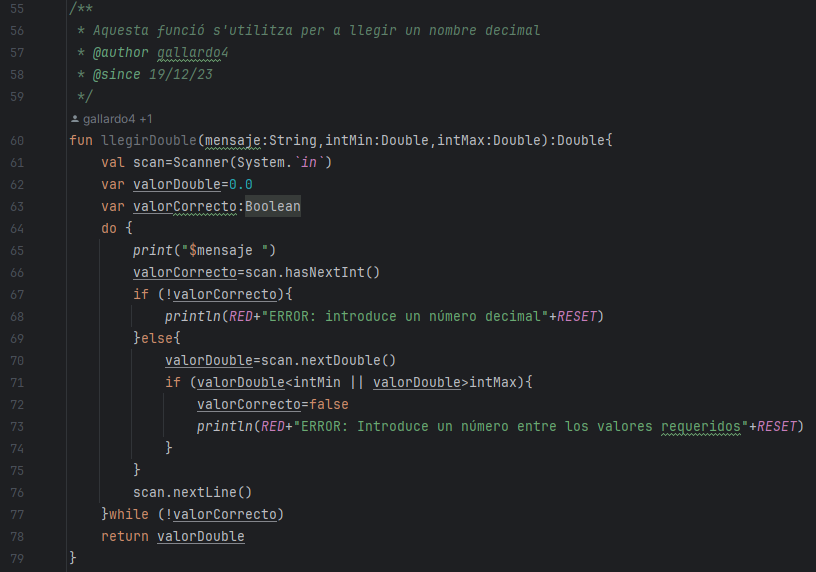 55 /**
56 * Aquesta funció s'utilitza per a llegir un nombre decimal
57 * @author gallardo4
58 * @since 19/12/23
59 */
gallardo4 +1
60 fun llegirDouble(mensaje:String,intMin:Double,intMax:Double):Double{
61 val scan=Scanner(System.`in`)
62 var valorDouble=0.0
63 var valorCorrecto:Boolean
64 do {
65 print("$mensaje ")
66 valorCorrecto=scan.hasNextInt()
67 if (!valorCorrecto){
68 println(RED+"ERROR: introduce un número decimal"+RESET)
69 }else{
70 valorDouble=scan.nextDouble()
71 if (valorDouble<intMin || valorDouble>intMax){
72 valorCorrecto=false
73 println(RED+"ERROR: Introduce un número entre los valores requeridos"+RESET)
74 }
75 }
76 scan.nextLine()
77 }while (!valorCorrecto)
78 return valorDouble
79 }